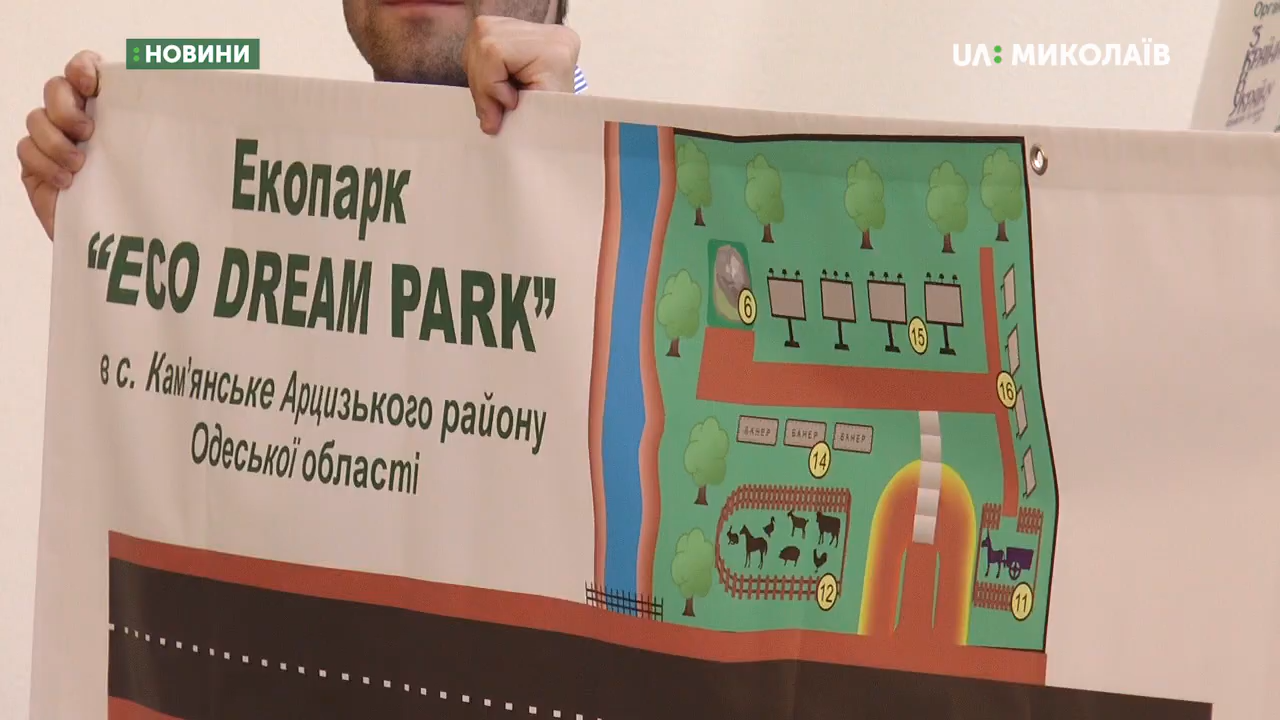 :НОВИНИ
UA: МИКОЛАЇВ
Екопарк
“ECO DREAM PARK”
в с. Кам'янське Арцизького району
Одеської області
6
15
16
БАНЕР БАНЕР БАНЕР
14
12
11